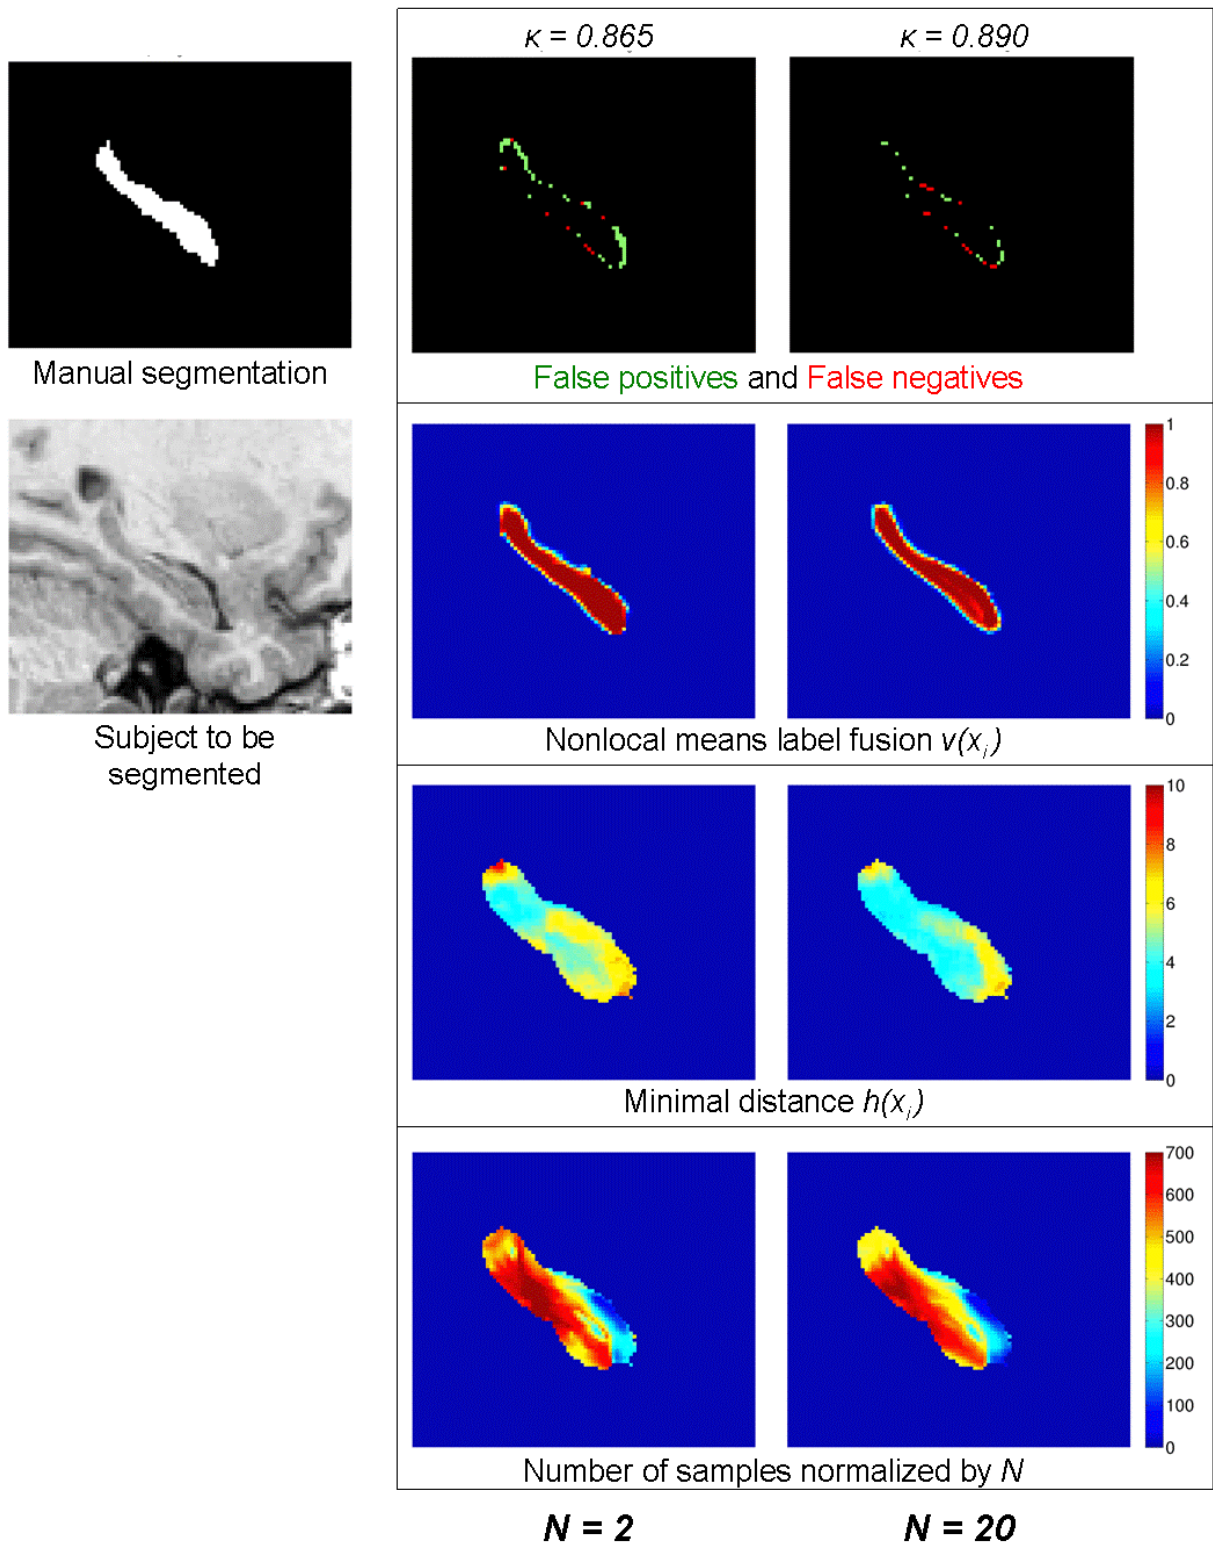 κ = 0.865
κ = 0.890
Manual segmentation
False positives and False negatives
Subject to be
segmented
1
0.8
0.6
0.4
0.2
0
Nonlocal means label fusion v(xᵢ)
10
8
6
4
2
0
Minimal distance h(xᵢ)
700
600
500
400
300
200
100
0
Number of samples normalized by N
N = 2
N = 20